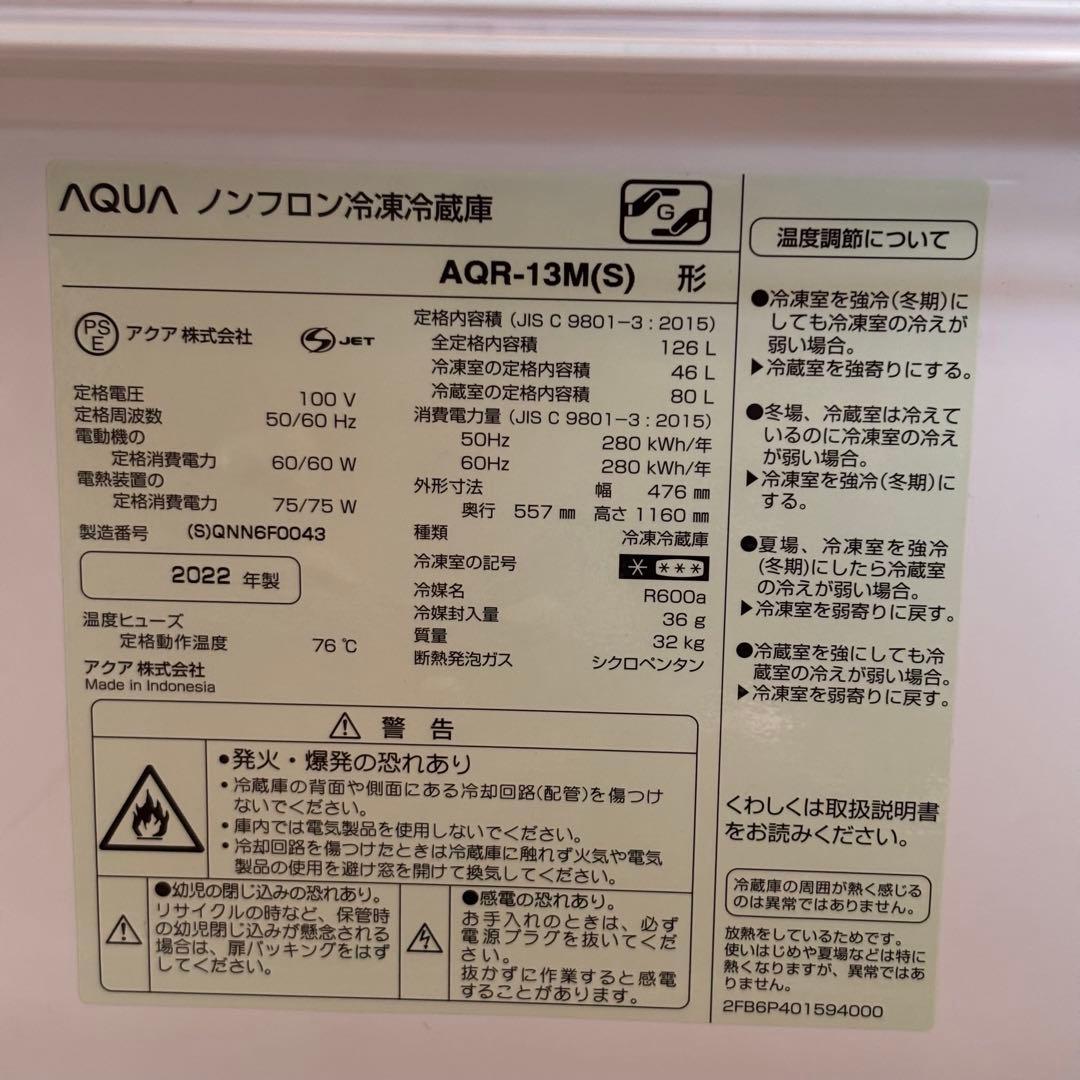 AQUA ノンフロン冷凍冷蔵庫
G
AQR-13M(S) 形
PSE アクア株式会社 S JET
定格電圧 100 V
定格周波数 50/60 Hz
電動機の
定格消費電力 60/60 W
電熱装置の
定格消費電力 75/75 W
製造番号 (S)QNN6F0043
2022 年製
温度ヒューズ
定格動作温度 76 ℃
アクア株式会社
Made in Indonesia
定格内容積 (JIS C 9801-3 : 2015)
全定格内容積 126 L
冷凍室の定格内容積 46 L
冷蔵室の定格内容積 80 L
消費電力量 (JIS C 9801-3 : 2015)
50Hz 280 kWh/年
60Hz 280 kWh/年
外形寸法 幅 476 ㎜
奥行 557 ㎜ 高さ 1160 ㎜
種類 冷凍冷蔵庫
冷凍室の記号 * ***
冷媒名 R600a
冷媒封入量 36 g
質量 32 kg
断熱発泡ガス シクロペンタン
警 告
●発火・爆発の恐れあり
・冷蔵庫の背面や側面にある冷却回路(配管)を傷つけ
ないでください。
・庫内では電気製品を使用しないでください。
・冷却回路を傷つけたときは冷蔵庫に触れず火気や電気
製品の使用を避け窓を開けて換気してください。
●幼児の閉じ込みの恐れあり。
リサイクルの時など、保管時
の幼児閉じ込みが懸念される
場合は、扉パッキングをはず
してください。
●感電の恐れあり。
お手入れのときは、必ず
電源プラグを抜いてくださ
い。
抜かずに作業すると感電
することがあります。
温度調節について
●冷凍室を強冷(冬期)に
しても冷凍室の冷えが
弱い場合。
▶冷蔵室を強寄りにする。
●冬場、冷蔵室は冷えて
いるのに冷凍室の冷え
が弱い場合。
▶冷凍室を強冷(冬期)に
する。
●夏場、冷凍室を強冷
(冬期)にしたら冷蔵室
の冷えが弱い場合。
▶冷凍室を弱寄りに戻す。
●冷蔵室を強にしても冷
蔵室の冷えが弱い場合。
▶冷凍室を弱寄りに戻す。
くわしくは取扱説明書
をお読みください。
冷蔵庫の周囲が熱く感じる
のは異常ではありません。
放熱をしているためです。
使いはじめや夏場などは特に
熱くなりますが、異常ではあ
りません。
2FB6P401594000